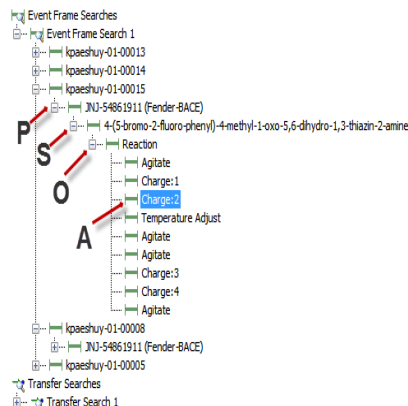 Event Frame Searches
Event Frame Search 1
kpaeshuy-01-00013
kpaeshuy-01-00014
kpaeshuy-01-00015
JNJ-54861911 (Fender-BACE)
P
4-(5-bromo-2-fluoro-phenyl)-4-methyl-1-oxo-5,6-dihydro-1,3-thiazin-2-amine
S
Reaction
O
Agitate
Charge:1
Charge:2
A
Temperature Adjust
Agitate
Agitate
Charge:3
Charge:4
Agitate
kpaeshuy-01-00008
JNJ-54861911 (Fender-BACE)
kpaeshuy-01-00005
Transfer Searches
Transfer Search 1